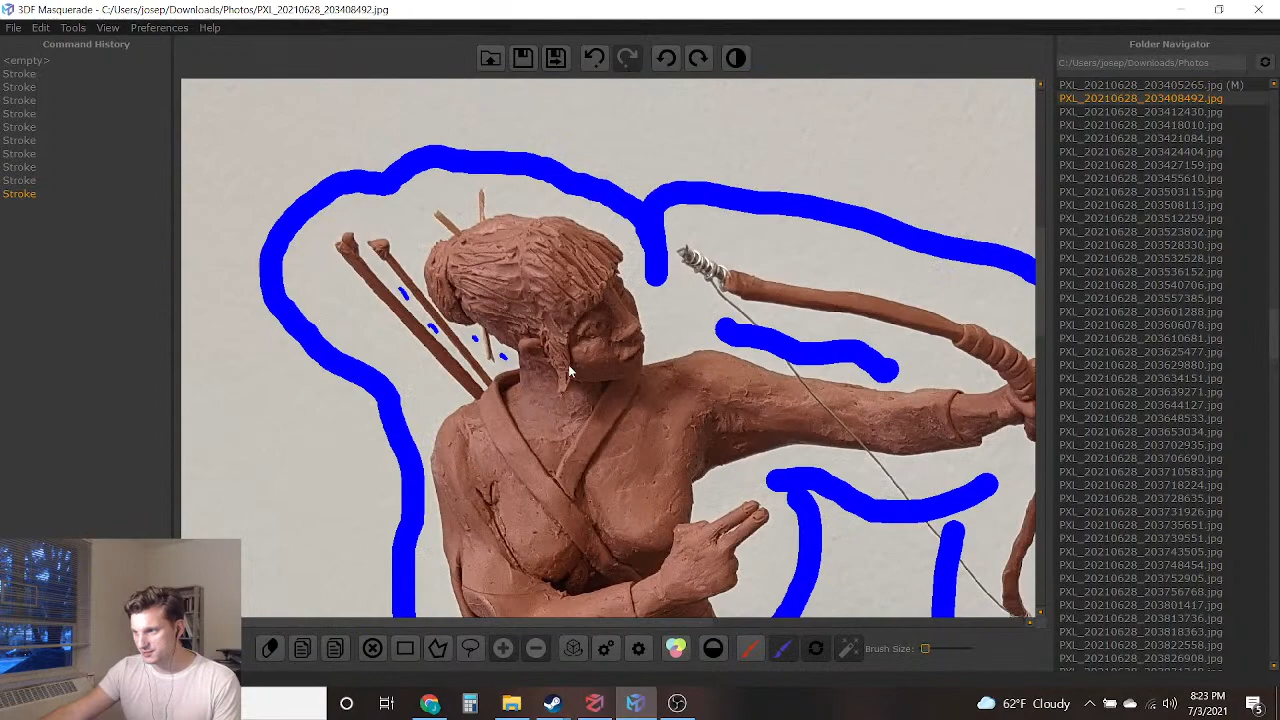 3DF Masquerade - C:/Users/josep/Downloads/Photos/PXL_20210628_203408492.jpg
File Edit Tools View Preferences Help
Command History
<empty>
Stroke
Stroke
Stroke
Stroke
Stroke
Stroke
Stroke
Stroke
Stroke
Stroke
Folder Navigator
C:/Users/josep/Downloads/Photos
PXL_20210628_203405265.jpg (M)
PXL_20210628_203408492.jpg
PXL_20210628_203412430.jpg
PXL_20210628_203418010.jpg
PXL_20210628_203421084.jpg
PXL_20210628_203424404.jpg
PXL_20210628_203427159.jpg
PXL_20210628_203455610.jpg
PXL_20210628_203503115.jpg
PXL_20210628_203508113.jpg
PXL_20210628_203512259.jpg
PXL_20210628_203523802.jpg
PXL_20210628_203528330.jpg
PXL_20210628_203532528.jpg
PXL_20210628_203536152.jpg
PXL_20210628_203540706.jpg
PXL_20210628_203557385.jpg
PXL_20210628_203601288.jpg
PXL_20210628_203606078.jpg
PXL_20210628_203610681.jpg
PXL_20210628_203625477.jpg
PXL_20210628_203629880.jpg
PXL_20210628_203634151.jpg
PXL_20210628_203639271.jpg
PXL_20210628_203644127.jpg
PXL_20210628_203648533.jpg
PXL_20210628_203653034.jpg
PXL_20210628_203702935.jpg
PXL_20210628_203706690.jpg
PXL_20210628_203710583.jpg
PXL_20210628_203718224.jpg
PXL_20210628_203728635.jpg
PXL_20210628_203731926.jpg
PXL_20210628_203735651.jpg
PXL_20210628_203739551.jpg
PXL_20210628_203743505.jpg
PXL_20210628_203748454.jpg
PXL_20210628_203752905.jpg
PXL_20210628_203756768.jpg
PXL_20210628_203801417.jpg
PXL_20210628_203813736.jpg
PXL_20210628_203818363.jpg
PXL_20210628_203822558.jpg
PXL_20210628_203826908.jpg
Brush Size:
62°F Cloudy
8:23 PM
7/3/2021
5